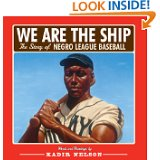 WE ARE THE SHIP
The Story of NEGRO LEAGUE BASEBALL
Words and Paintings by
KADIR NELSON